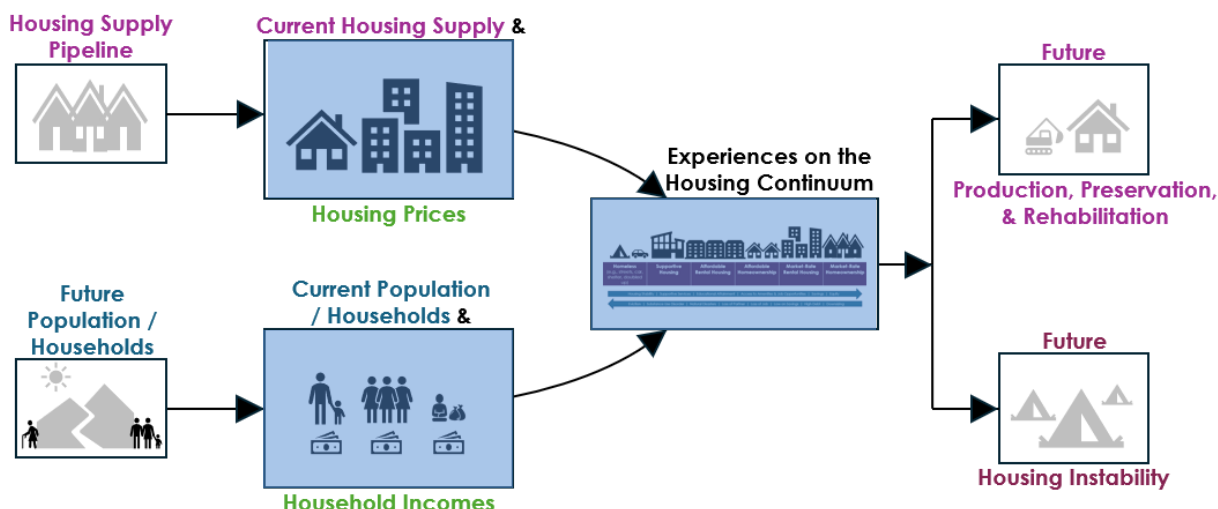 Housing Supply
Pipeline
Current Housing Supply &
Housing Prices
Future
Population /
Households
Current Population
/ Households &
Household Incomes
Experiences on the
Housing Continuum
Homeless
Supportive
Housing
Affordable
Rental Housing
Affordable
Homeownership
Market-Rate
Rental Housing
Market-Rate
Homeownership
Future
Production, Preservation,
& Rehabilitation
Future
Housing Instability